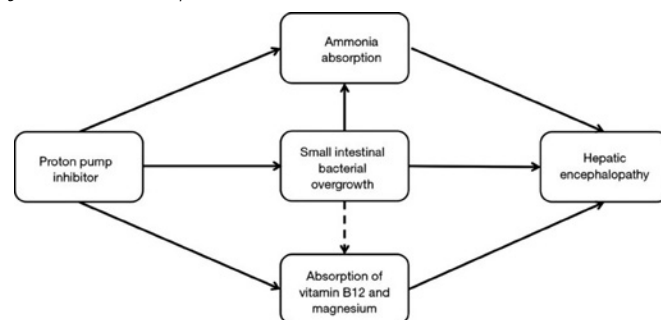 Ammonia
absorption
Proton pump
inhibitor
Small intestinal
bacterial
overgrowth
Hepatic
encephalopathy
Absorption of
vitamin B12 and
magnesium